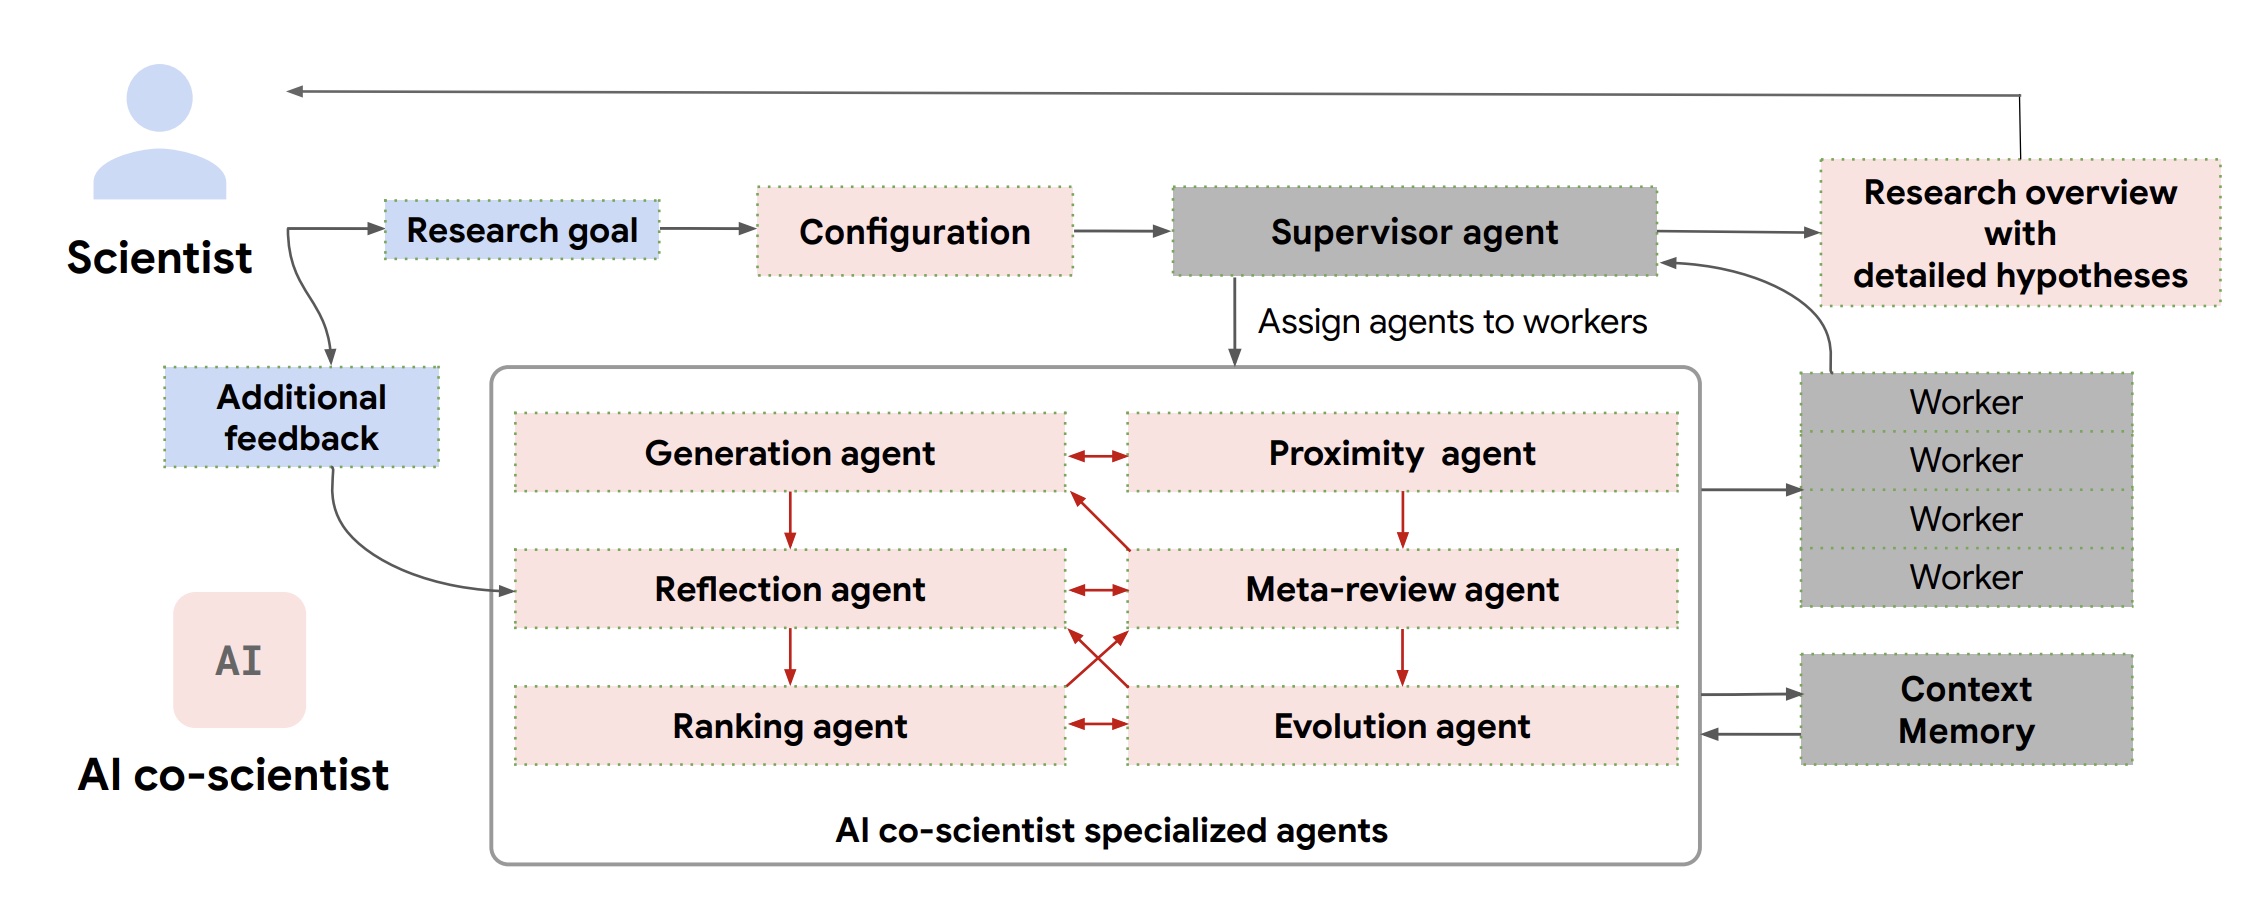 Scientist
Research goal
Configuration
Supervisor agent
Research overview
with
detailed hypotheses
Assign agents to workers
Additional
feedback
Generation agent
Proximity agent
Reflection agent
Meta-review agent
Ranking agent
Evolution agent
AI co-scientist specialized agents
Worker
Worker
Worker
Worker
Context
Memory
AI
AI co-scientist